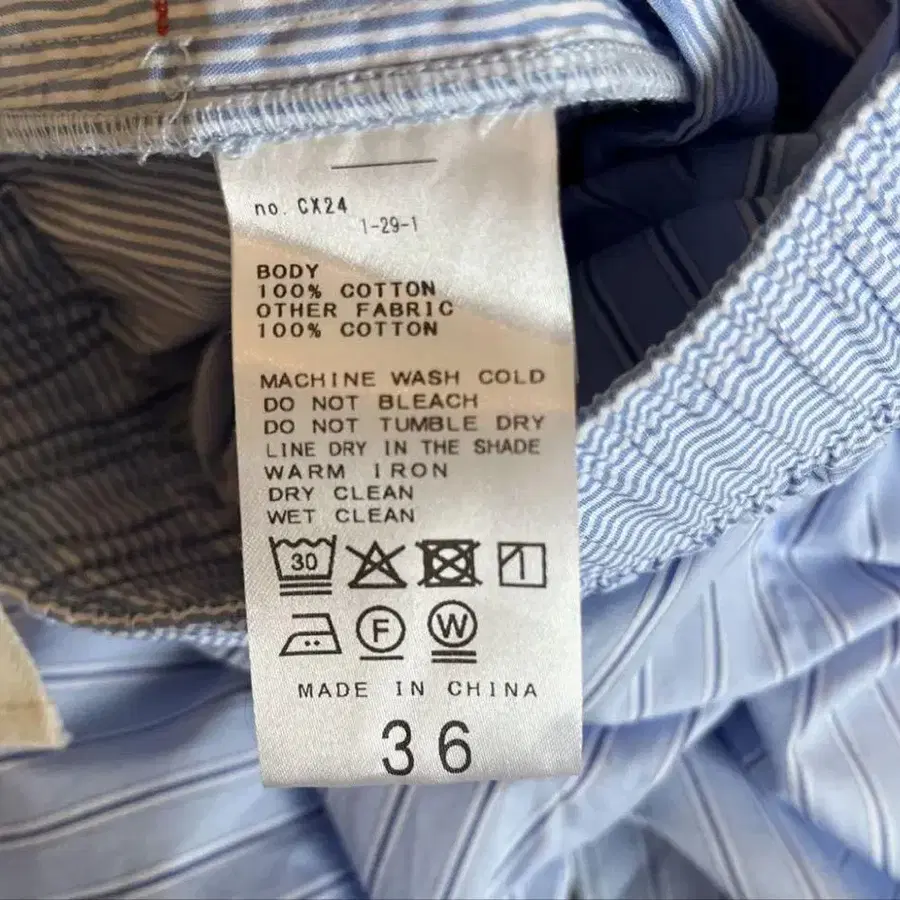 no. CX24
1-29-1
BODY
100% COTTON
OTHER FABRIC
100% COTTON
MACHINE WASH COLD
DO NOT BLEACH
DO NOT TUMBLE DRY
LINE DRY IN THE SHADE
WARM IRON
DRY CLEAN
WET CLEAN
30
F W
MADE IN CHINA
36